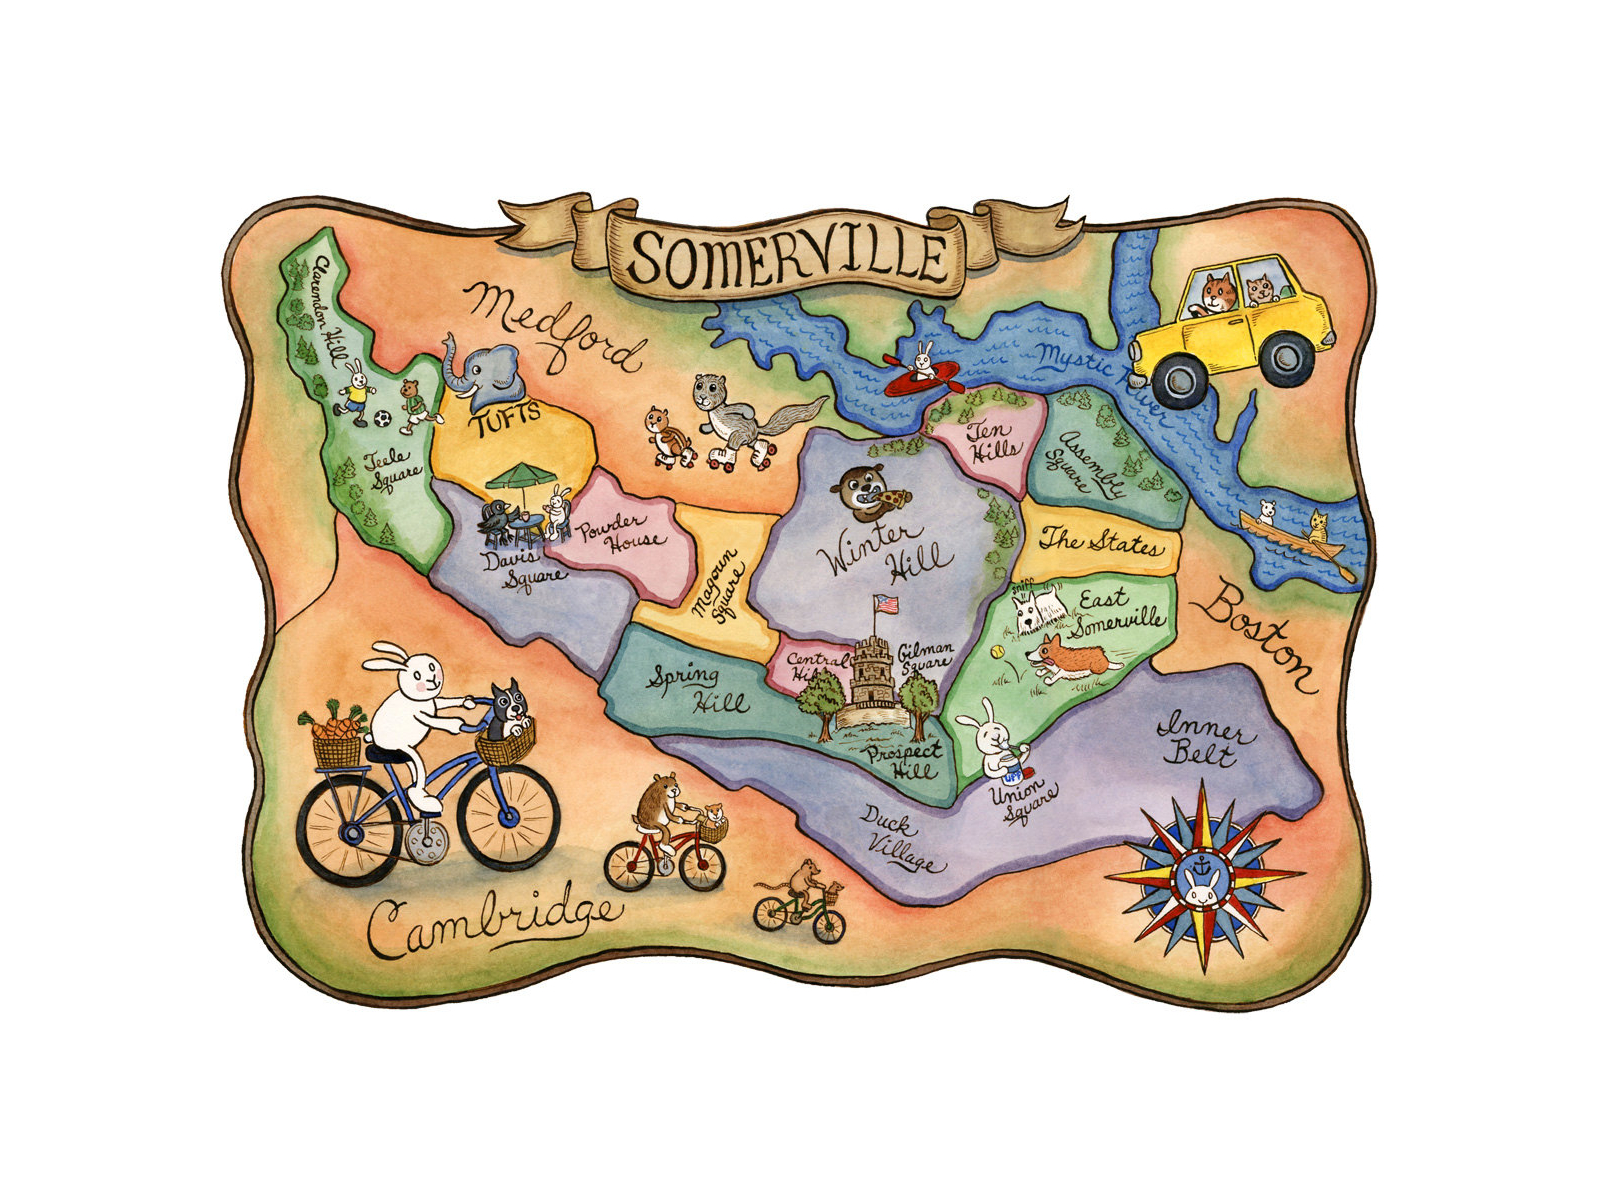 SOMERVILLE
Medford
Clarendon Hill
TUFTS
Teele
Square
Mystic River
Ten
Hills
Assembly
Square
Powder
House
Davis
Square
Magoun
Square
Winter
Hill
The States
sniff
East
Somerville
Boston
Spring
Hill
Central
Hill
Gilman
Square
Prospect
Hill
Inner
Belt
UFF
Union
Square
Duck
Village
Cambridge